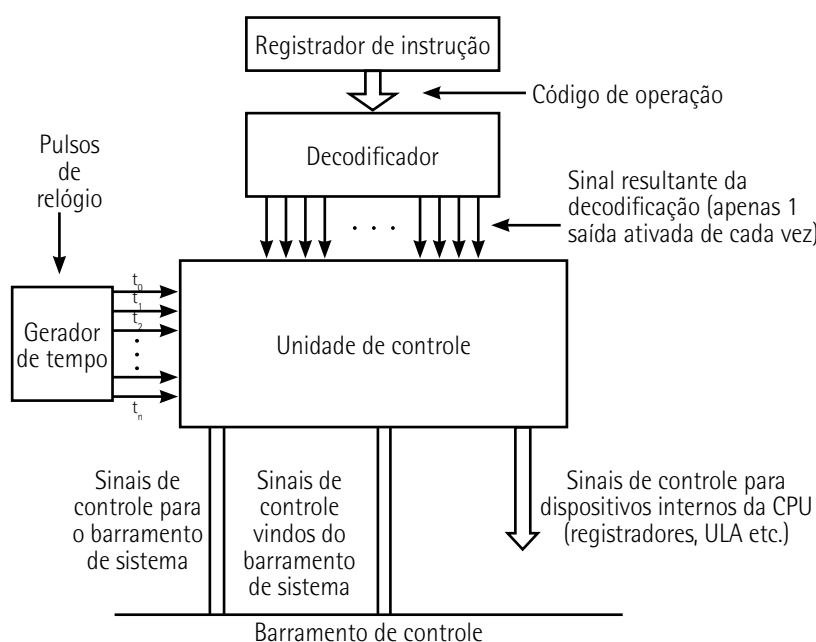 Registrador de instrução
Código de operação
Decodificador
Pulsos
de
relógio
Sinal resultante da
decodificação (apenas 1
saída ativada de cada vez)
. . .
t0
t1
t2
tn
Gerador
de tempo
Unidade de controle
Sinais de
controle para
o barramento
de sistema
Sinais de
controle
vindos do
barramento
de sistema
Sinais de controle para
dispositivos internos da CPU
(registradores, ULA etc.)
Barramento de controle